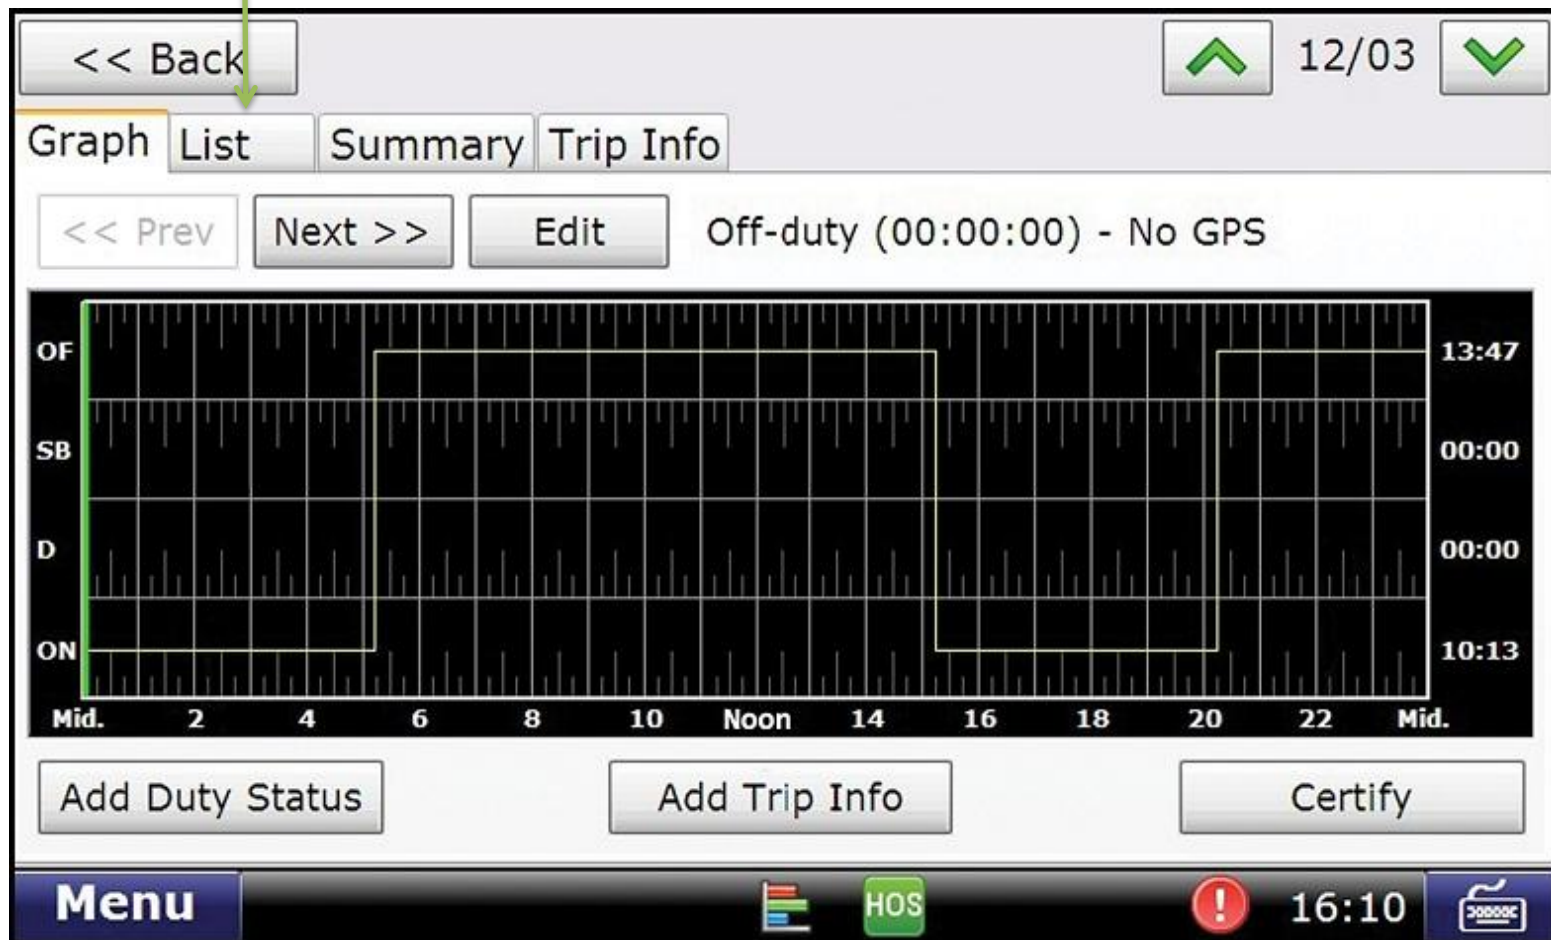 << Back 12/03
Graph List Summary Trip Info
<< Prev Next >> Edit Off-duty (00:00:00) - No GPS
OF 13:47
SB 00:00
D 00:00
ON 10:13
Mid. 2 4 6 8 10 Noon 14 16 18 20 22 Mid.
Add Duty Status Add Trip Info Certify
Menu HOS ! 16:10